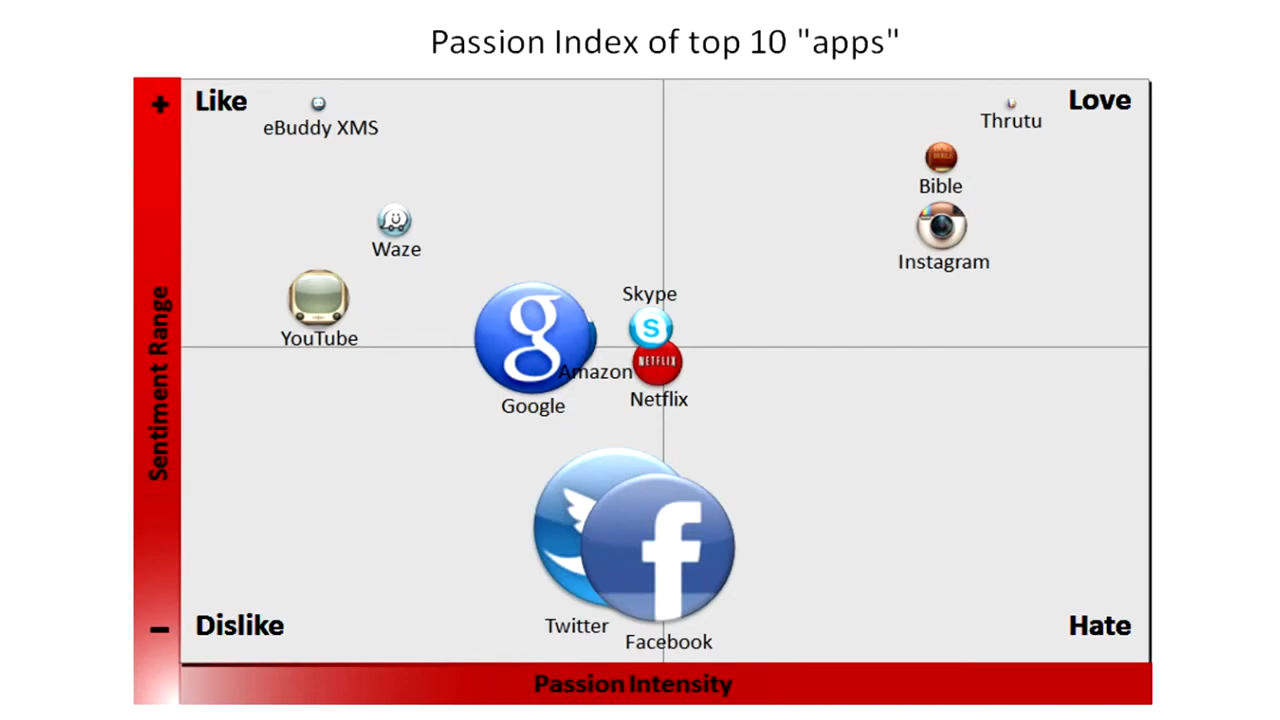 Passion Index of top 10 "apps"
+
Like
Love
eBuddy XMS
Thrutu
Bible
Waze
Instagram
Skype
S
YouTube
g
NETFLIX
Amazon
Netflix
Google
Sentiment Range
f
–
Dislike
Hate
Twitter
Facebook
Passion Intensity